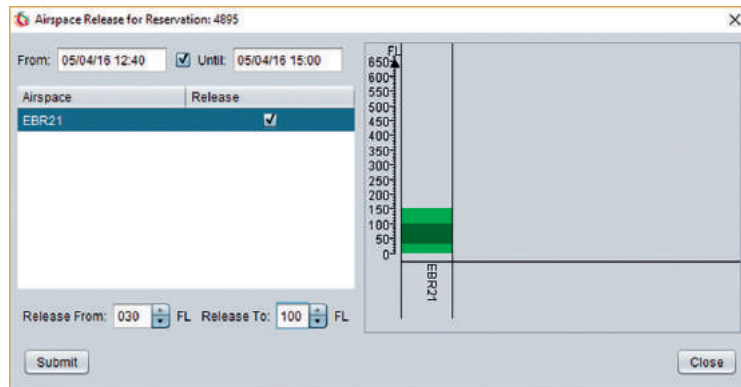 Airspace Release for Reservation: 4895
From: 05/04/16 12:40 Until: 05/04/16 15:00
Airspace Release
EBR21
Release From: 030 FL Release To: 100 FL
Submit
FL
650
600
550
500
450
400
350
300
250
200
150
100
50
0
EBR21
Close